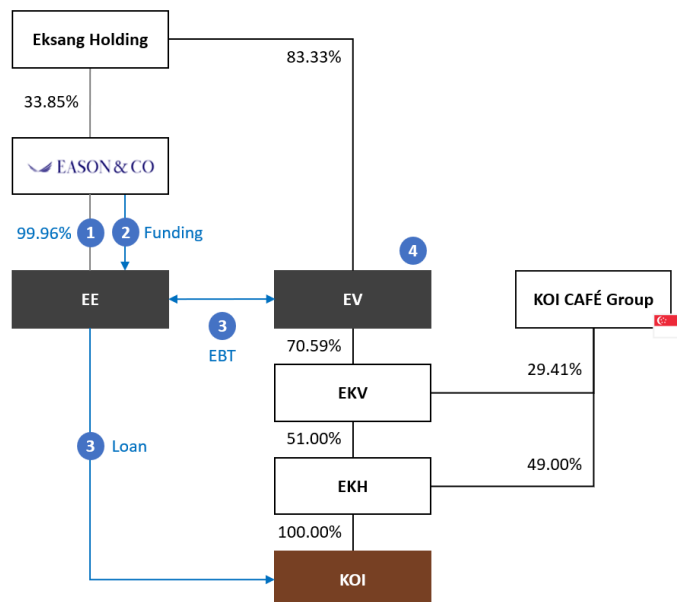 Eksang Holding
83.33%
33.85%
EASON & CO
99.96%
1
2
Funding
4
EE
EV
KOI CAFÉ Group
3
EBT
70.59%
29.41%
EKV
3
Loan
51.00%
49.00%
EKH
100.00%
KOI